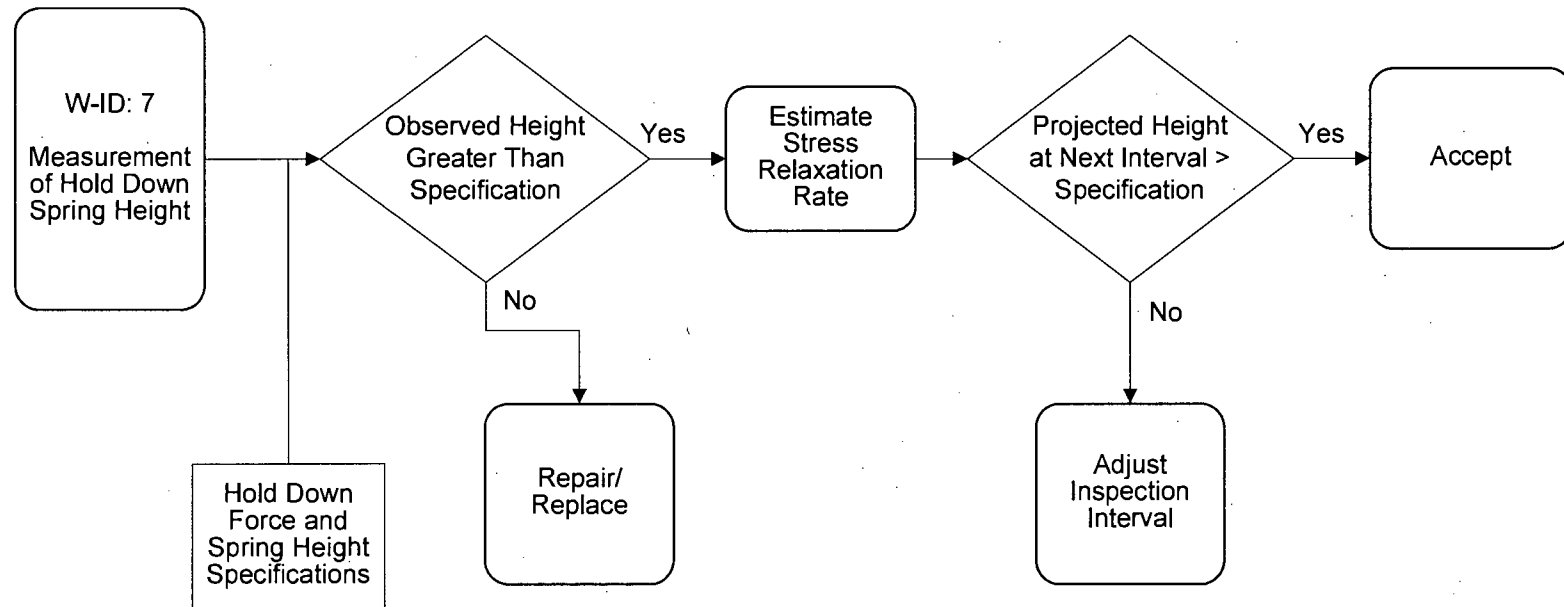 W-ID: 7
Measurement
of Hold Down
Spring Height
Observed Height
Greater Than
Specification
Yes
Estimate
Stress
Relaxation
Rate
Projected Height
at Next Interval >
Specification
Yes
Accept
No
No
Hold Down
Force and
Spring Height
Specifications
Repair/
Replace
Adjust
Inspection
Interval